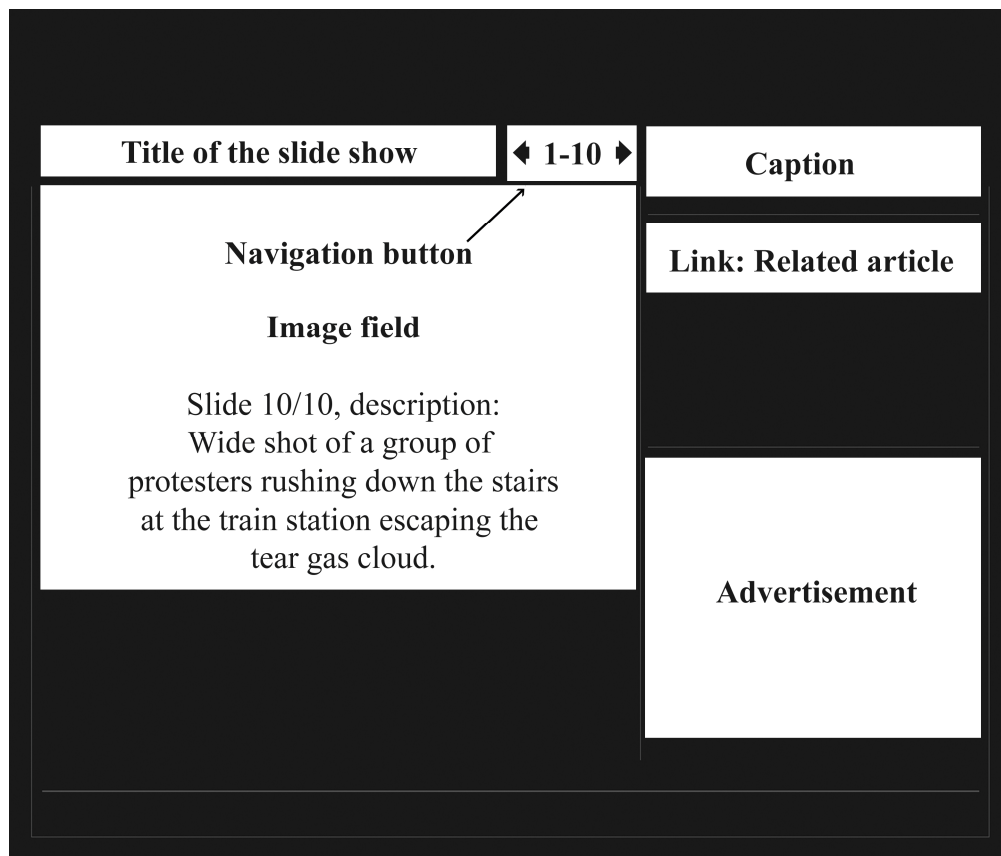 Title of the slide show
1-10
Caption
Navigation button
Link: Related article
Image field
Slide 10/10, description:
Wide shot of a group of
protesters rushing down the stairs
at the train station escaping the
tear gas cloud.
Advertisement